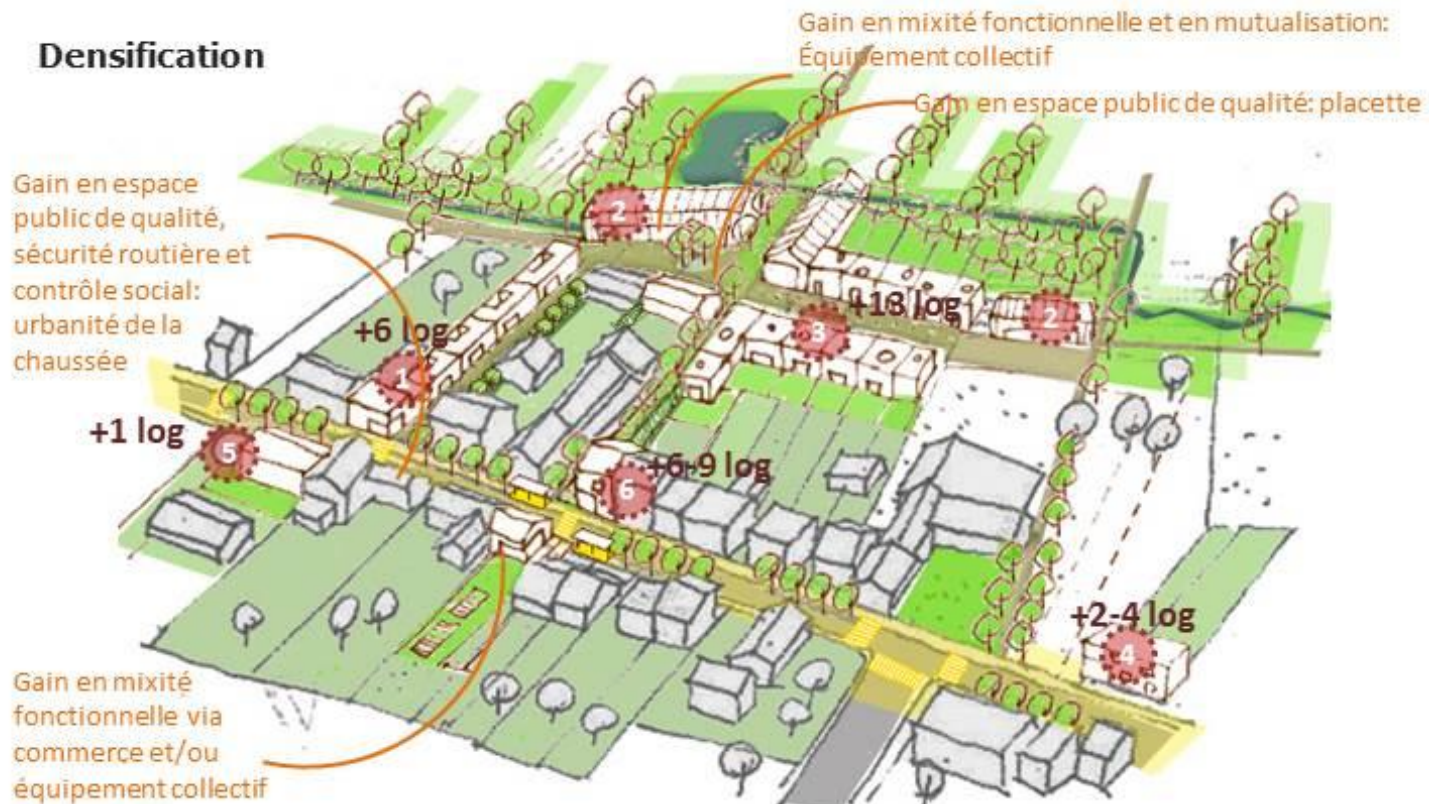 Densification
Gain en mixité fonctionnelle et en mutualisation:
Équipement collectif
Gain en espace public de qualité: placette
Gain en espace
public de qualité,
sécurité routière et
contrôle social:
urbanité de la
chaussée
2
+13 log
2
3
+6 log
1
+1 log
5
+6-9 log
6
+2-4 log
4
Gain en mixité
fonctionnelle via
commerce et/ou
équipement collectif